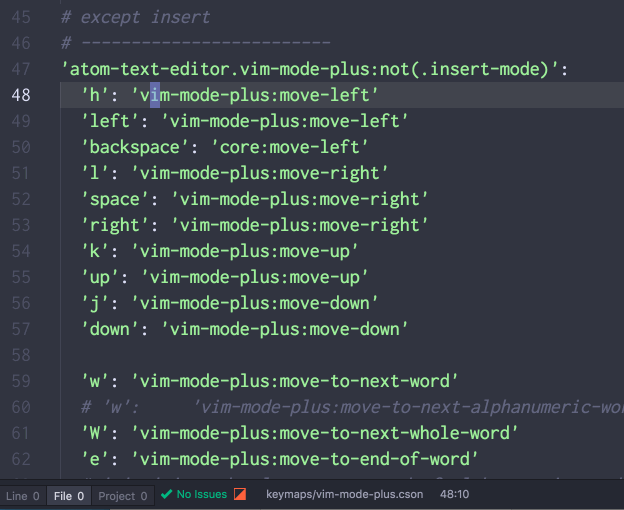 45 # except insert
46 # -------------------------
47 'atom-text-editor.vim-mode-plus:not(.insert-mode)':
48 'h': 'vim-mode-plus:move-left'
49 'left': 'vim-mode-plus:move-left'
50 'backspace': 'core:move-left'
51 'l': 'vim-mode-plus:move-right'
52 'space': 'vim-mode-plus:move-right'
53 'right': 'vim-mode-plus:move-right'
54 'k': 'vim-mode-plus:move-up'
55 'up': 'vim-mode-plus:move-up'
56 'j': 'vim-mode-plus:move-down'
57 'down': 'vim-mode-plus:move-down'
58
59 'w': 'vim-mode-plus:move-to-next-word'
60 # 'w': 'vim-mode-plus:move-to-next-alphanumeric-wo
61 'W': 'vim-mode-plus:move-to-next-whole-word'
62 'e': 'vim-mode-plus:move-to-end-of-word'
Line 0 File 0 Project 0 No Issues keymaps/vim-mode-plus.cson 48:10